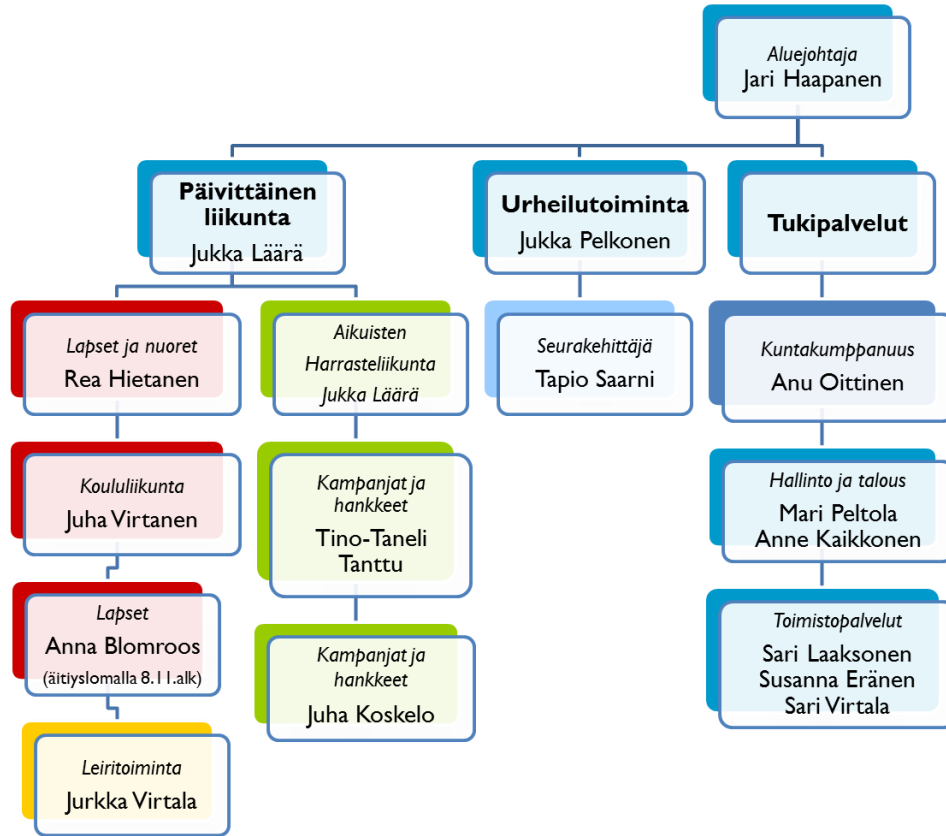 Aluejohtaja
Jari Haapanen
Päivittäinen
liikunta
Jukka Läärä
Urheilutoiminta
Jukka Pelkonen
Tukipalvelut
Lapset ja nuoret
Rea Hietanen
Aikuisten
Harrasteliikunta
Jukka Läärä
Seurakehittäjä
Tapio Saarni
Kuntakumppanuus
Anu Oittinen
Koululiikunta
Juha Virtanen
Kampanjat ja
hankkeet
Tino-Taneli
Tanttu
Hallinto ja talous
Mari Peltola
Anne Kaikkonen
Lapset
Anna Blomroos
(äitiyslomalla 8.11.alk)
Kampanjat ja
hankkeet
Juha Koskelo
Toimistopalvelut
Sari Laaksonen
Susanna Eränen
Sari Virtala
Leiritoiminta
Jurkka Virtala